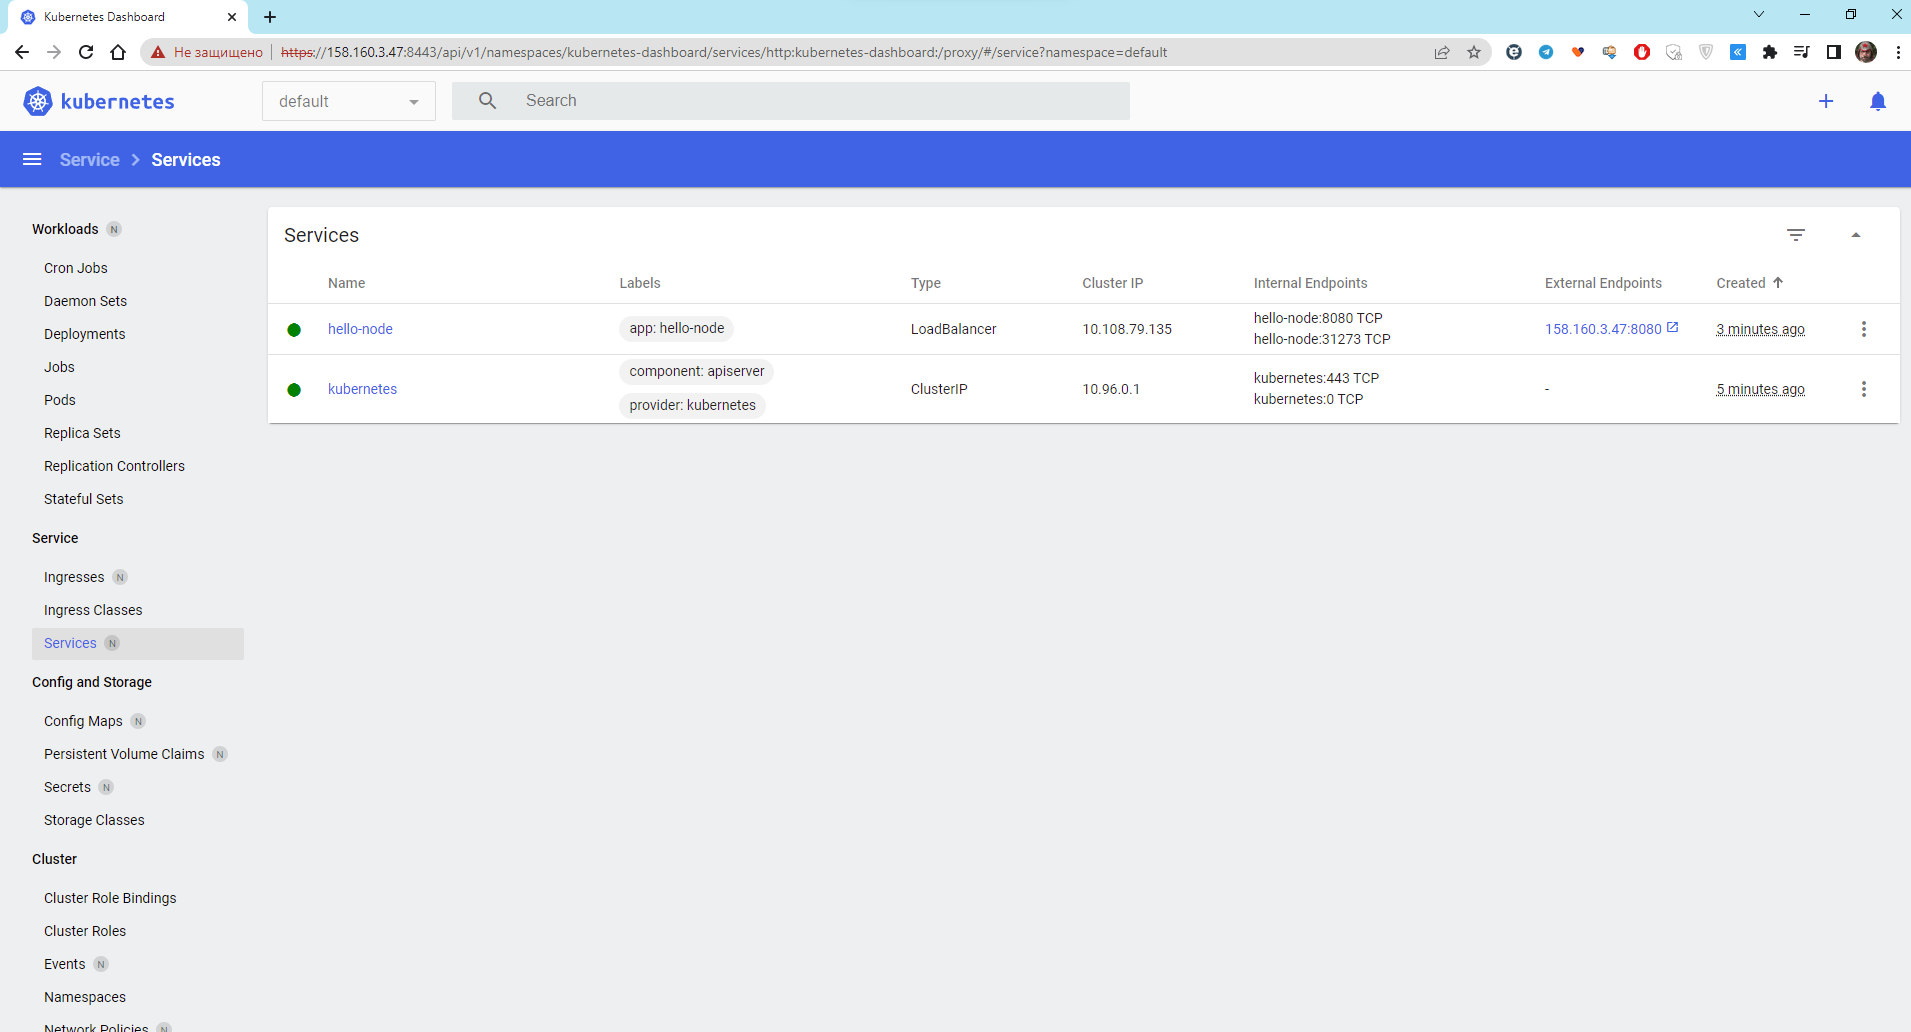 Kubernetes Dashboard
Не защищено https://158.160.3.47:8443/api/v1/namespaces/kubernetes-dashboard/services/http:kubernetes-dashboard:/proxy/#/service?namespace=default
kubernetes default Search
Service Services
Workloads N
Cron Jobs
Daemon Sets
Deployments
Jobs
Pods
Replica Sets
Replication Controllers
Stateful Sets
Service
Ingresses N
Ingress Classes
Services N
Config and Storage
Config Maps N
Persistent Volume Claims N
Secrets N
Storage Classes
Cluster
Cluster Role Bindings
Cluster Roles
Events N
Namespaces
Network Policies N
Services
Name Labels Type Cluster IP Internal Endpoints External Endpoints Created
hello-node app: hello-node LoadBalancer 10.108.79.135 hello-node:8080 TCP 158.160.3.47:8080 3 minutes ago
hello-node:31273 TCP
kubernetes component: apiserver ClusterIP 10.96.0.1 kubernetes:443 TCP - 5 minutes ago
provider: kubernetes kubernetes:0 TCP